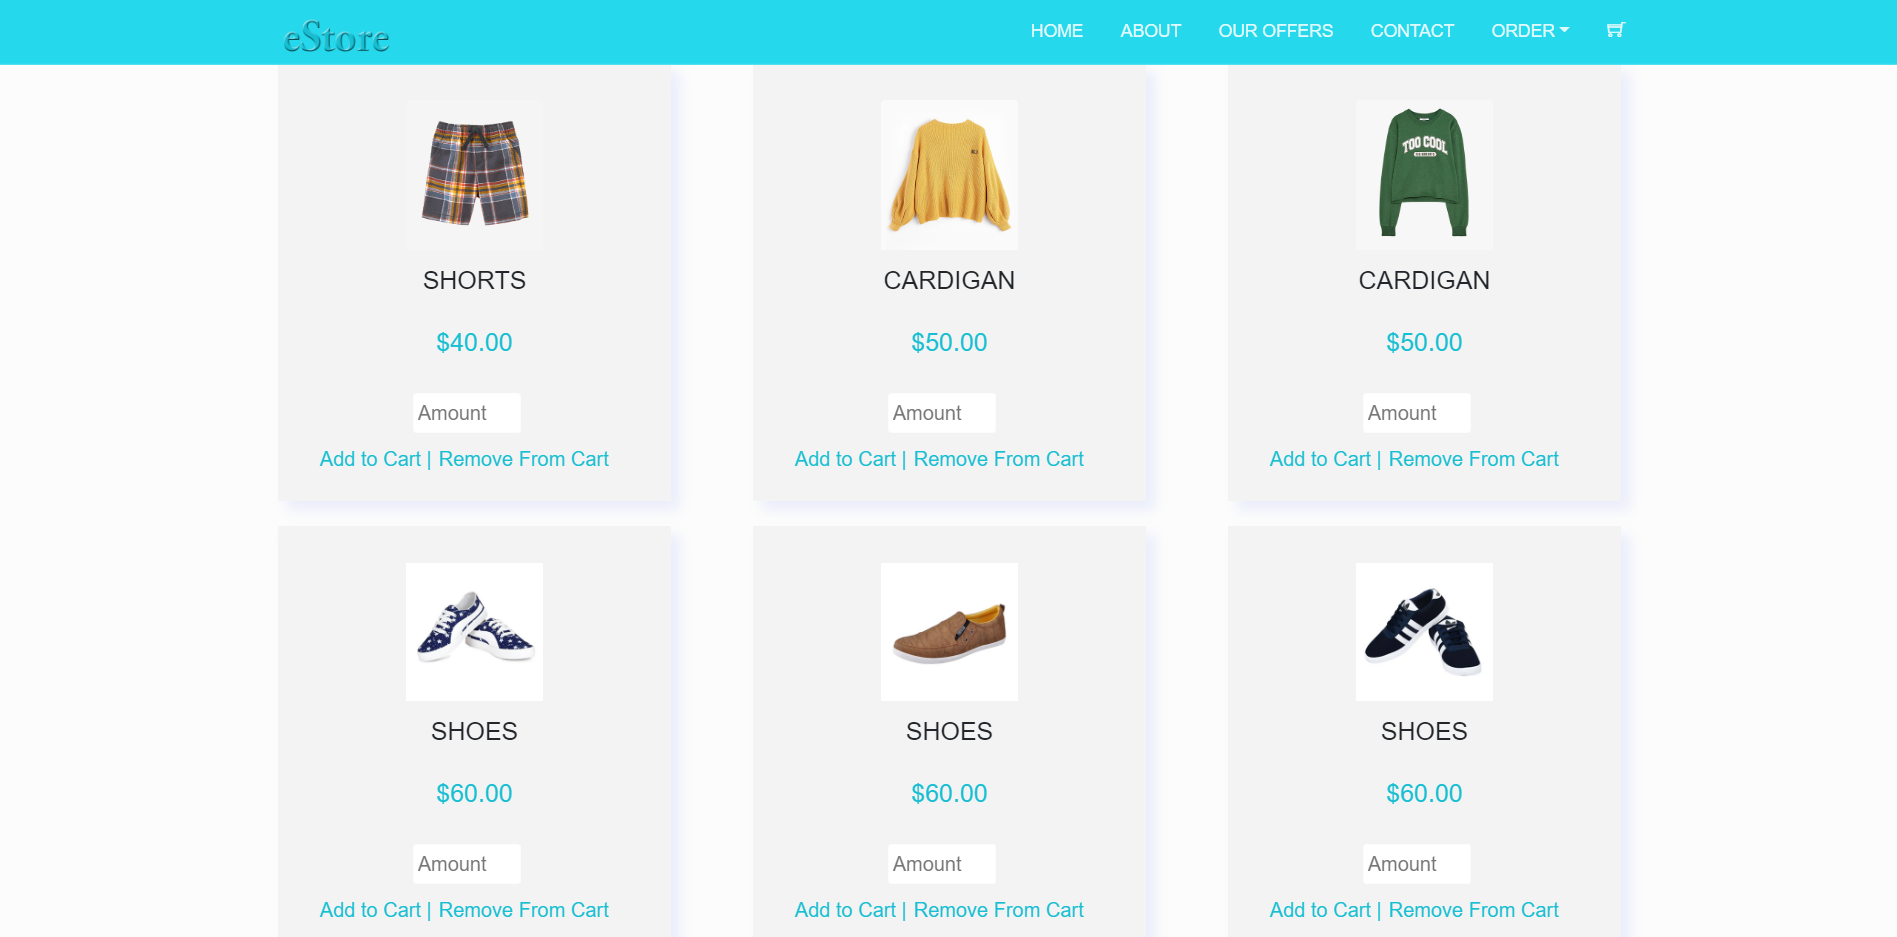 eStore HOME ABOUT OUR OFFERS CONTACT ORDER
TOO COOL
SHORTS CARDIGAN CARDIGAN
$40.00 $50.00 $50.00
Amount Amount Amount
Add to Cart | Remove From Cart Add to Cart | Remove From Cart Add to Cart | Remove From Cart
SHOES SHOES SHOES
$60.00 $60.00 $60.00
Amount Amount Amount
Add to Cart | Remove From Cart Add to Cart | Remove From Cart Add to Cart | Remove From Cart